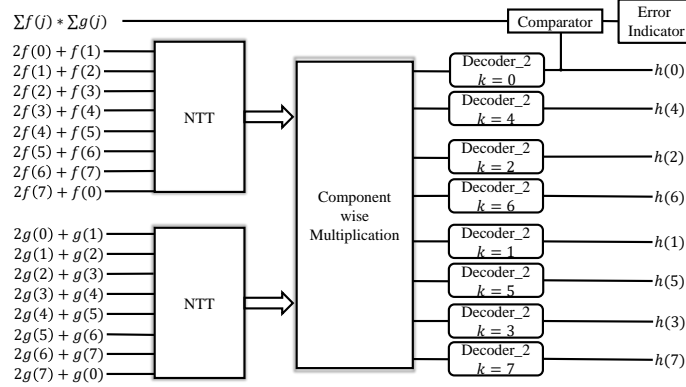 ∑f(j) ∗ ∑g(j)
Comparator
Error
Indicator
2f(0) + f(1)
2f(1) + f(2)
2f(2) + f(3)
2f(3) + f(4)
2f(4) + f(5)
2f(5) + f(6)
2f(6) + f(7)
2f(7) + f(0)
NTT
2g(0) + g(1)
2g(1) + g(2)
2g(2) + g(3)
2g(3) + g(4)
2g(4) + g(5)
2g(5) + g(6)
2g(6) + g(7)
2g(7) + g(0)
NTT
Component
wise
Multiplication
Decoder_2
k = 0
h(0)
Decoder_2
k = 4
h(4)
Decoder_2
k = 2
h(2)
Decoder_2
k = 6
h(6)
Decoder_2
k = 1
h(1)
Decoder_2
k = 5
h(5)
Decoder_2
k = 3
h(3)
Decoder_2
k = 7
h(7)